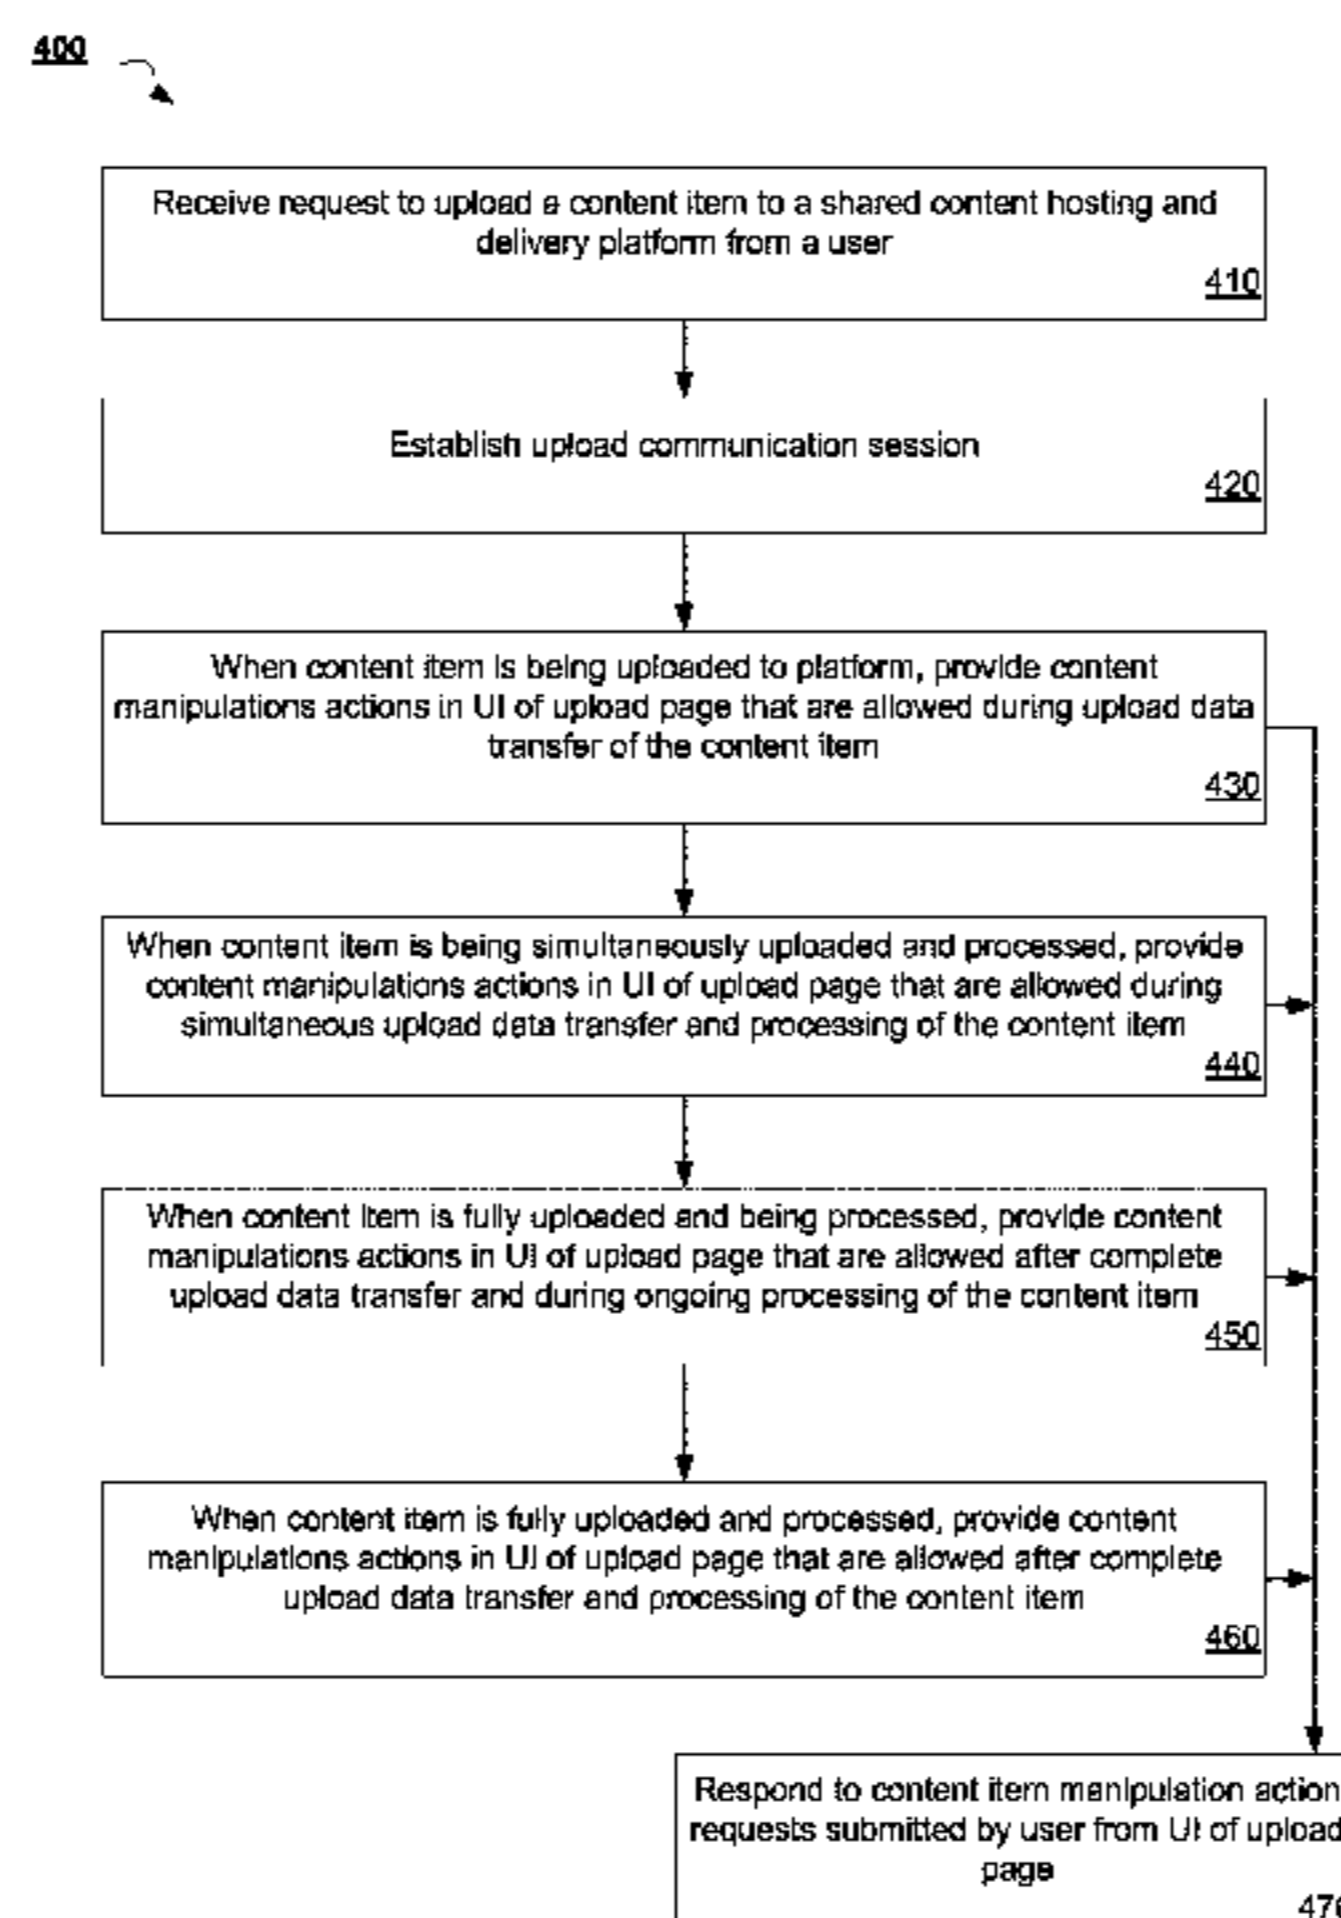 400
Receive request to upload a content item to a shared content hosting and
delivery platform from a user
410
Establish upload communication session
420
When content item is being uploaded to platform, provide content
manipulations actions in UI of upload page that are allowed during upload data
transfer of the content item
430
When content item is being simultaneously uploaded and processed, provide
content manipulations actions in UI of upload page that are allowed during
simultaneous upload data transfer and processing of the content item
440
When content item is fully uploaded and being processed, provide content
manipulations actions in UI of upload page that are allowed after complete
upload data transfer and during ongoing processing of the content item
450
When content item is fully uploaded and processed, provide content
manipulations actions in UI of upload page that are allowed after complete
upload data transfer and processing of the content item
460
Respond to content item manipulation action
requests submitted by user from UI of upload
page